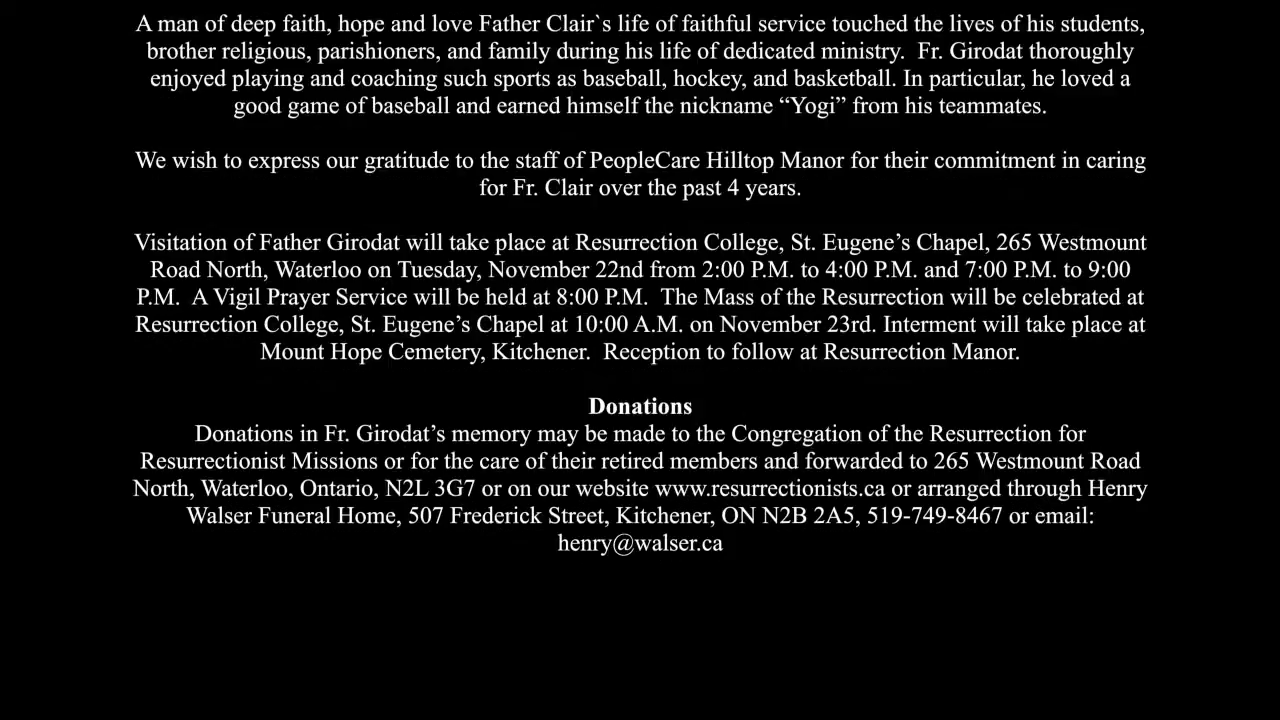 A man of deep faith, hope and love Father Clair`s life of faithful service touched the lives of his students,
brother religious, parishioners, and family during his life of dedicated ministry.  Fr. Girodat thoroughly
enjoyed playing and coaching such sports as baseball, hockey, and basketball. In particular, he loved a
good game of baseball and earned himself the nickname “Yogi” from his teammates.
We wish to express our gratitude to the staff of PeopleCare Hilltop Manor for their commitment in caring
for Fr. Clair over the past 4 years.
Visitation of Father Girodat will take place at Resurrection College, St. Eugene’s Chapel, 265 Westmount
Road North, Waterloo on Tuesday, November 22nd from 2:00 P.M. to 4:00 P.M. and 7:00 P.M. to 9:00
P.M.  A Vigil Prayer Service will be held at 8:00 P.M.  The Mass of the Resurrection will be celebrated at
Resurrection College, St. Eugene’s Chapel at 10:00 A.M. on November 23rd. Interment will take place at
Mount Hope Cemetery, Kitchener.  Reception to follow at Resurrection Manor.
Donations
Donations in Fr. Girodat’s memory may be made to the Congregation of the Resurrection for
Resurrectionist Missions or for the care of their retired members and forwarded to 265 Westmount Road
North, Waterloo, Ontario, N2L 3G7 or on our website www.resurrectionists.ca or arranged through Henry
Walser Funeral Home, 507 Frederick Street, Kitchener, ON N2B 2A5, 519-749-8467 or email:
henry@walser.ca